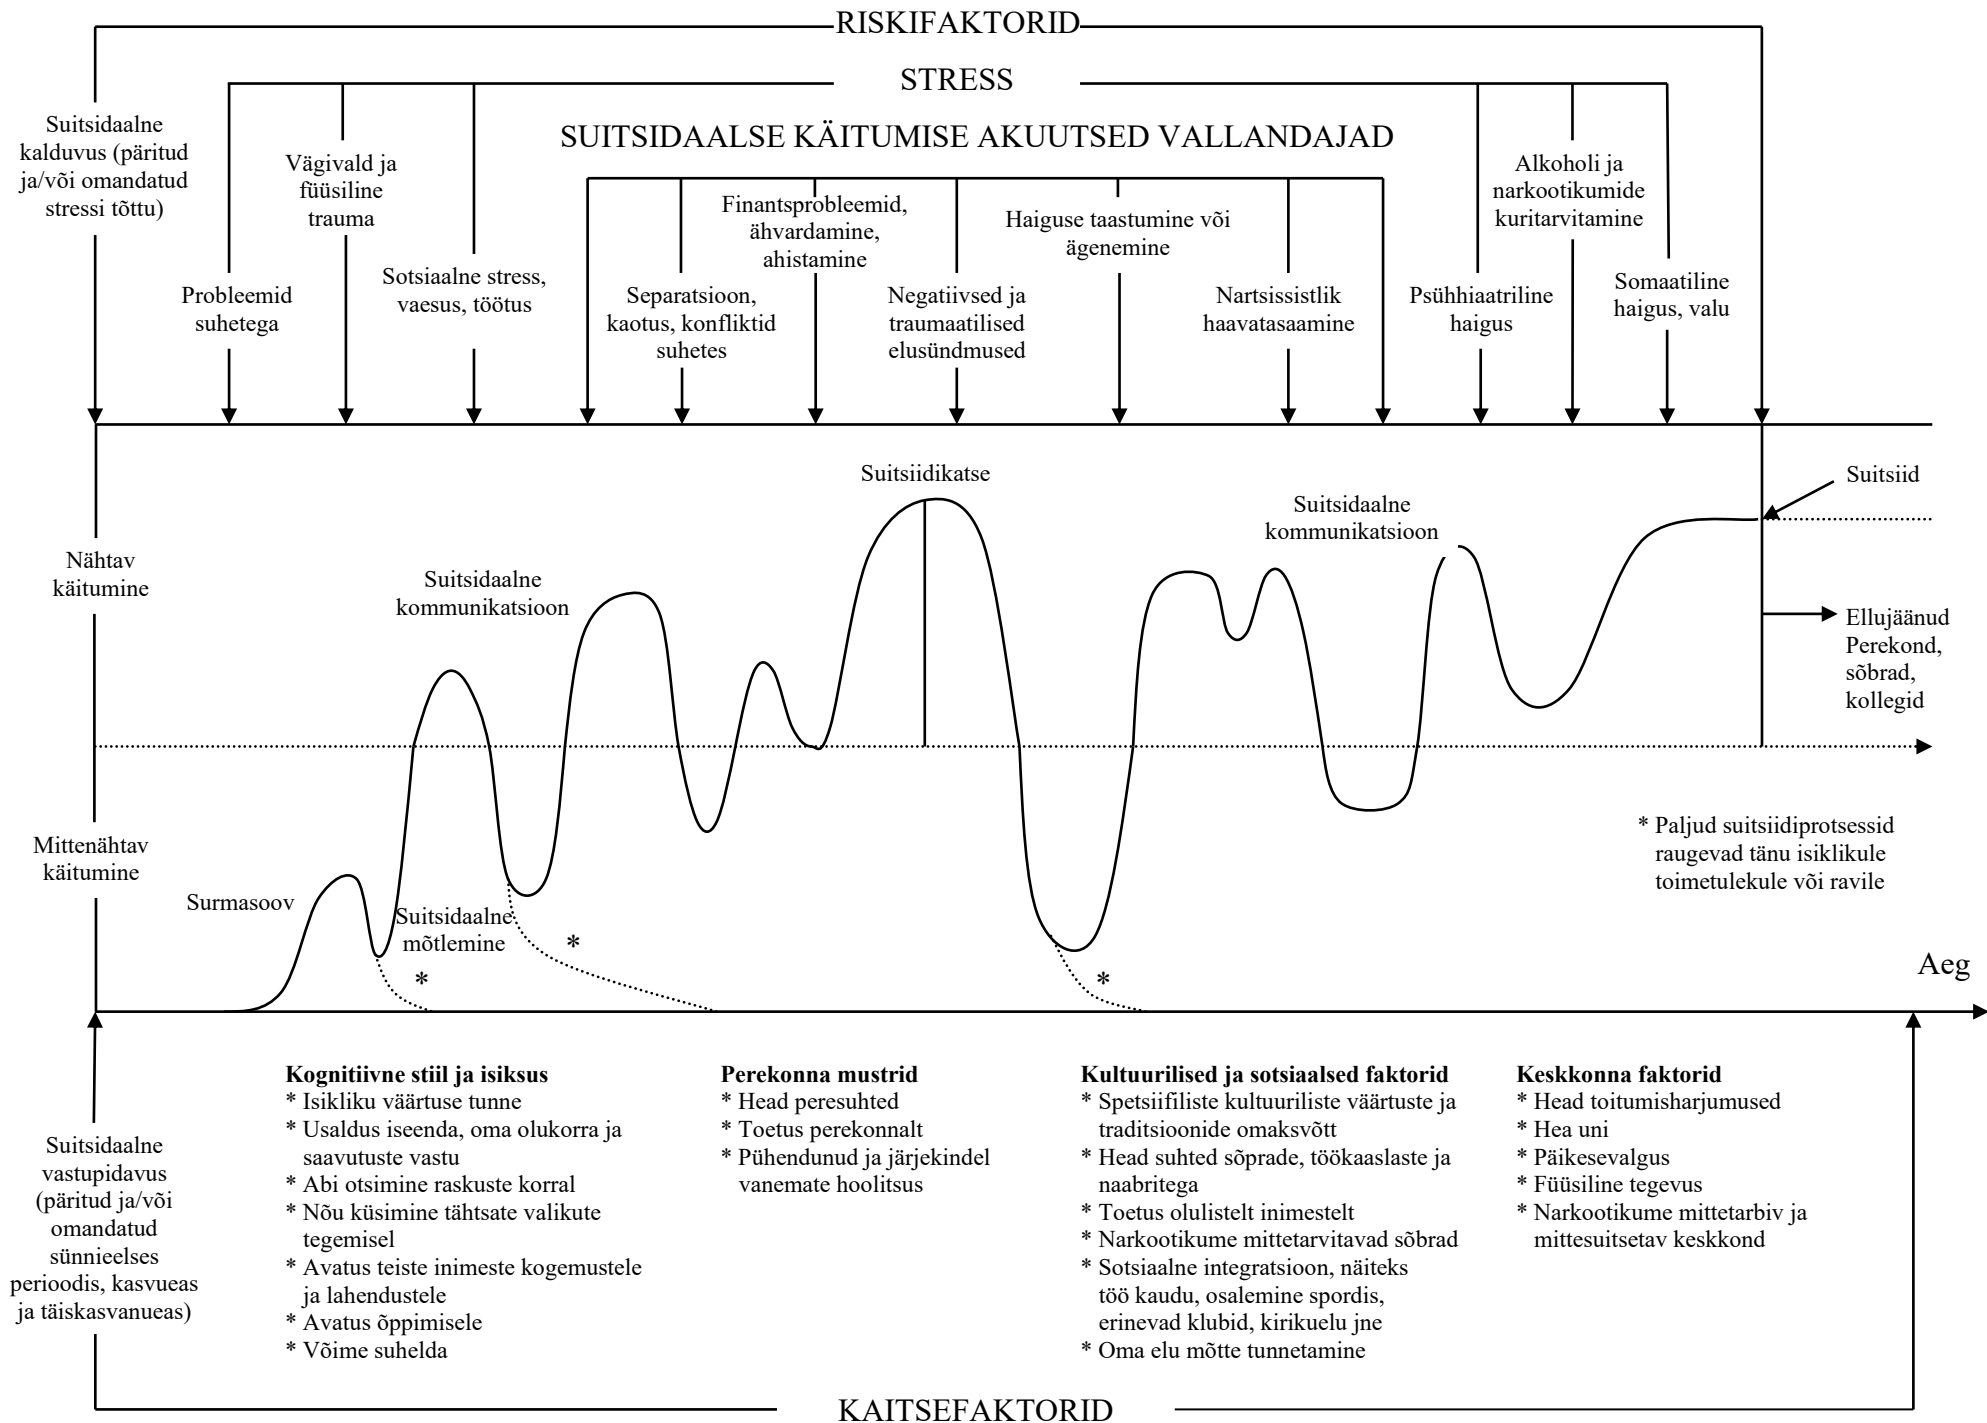 RISKIFAKTORID
STRESS
SUITSIDAALSE KÄITUMISE AKUUTSED VALLANDAJAD
Suitsidaalne
kalduvus (päritud
ja/või omandatud
stressi tõttu)
Probleemid
suhetega
Vägivald ja
füüsiline
trauma
Sotsiaalne stress,
vaesus, töötus
Separatsioon,
kaotus, konfliktid
suhetes
Finantsprobleemid,
ähvardamine,
ahistamine
Negatiivsed ja
traumaatilised
elusündmused
Haiguse taastumine või
ägenemine
Nartsissistlik
haavatasaamine
Psühhiaatriline
haigus
Alkoholi ja
narkootikumide
kuritarvitamine
Somaatiline
haigus, valu
Nähtav
käitumine
Suitsidaalne
kommunikatsioon
Suitsiidikatse
Suitsidaalne
kommunikatsioon
Suitsiid
Ellujäänud
Perekond,
sõbrad,
kollegid
Mittenähtav
käitumine
Surmasoov
Suitsidaalne
mõtlemine
*
*
*
* Paljud suitsiidiprotsessid
raugevad tänu isiklikule
toimetulekule või ravile
Aeg
Suitsidaalne
vastupidavus
(päritud ja/või
omandatud
sünnieelses
perioodis, kasvueas
ja täiskasvanueas)
Kognitiivne stiil ja isiksus
* Isikliku väärtuse tunne
* Usaldus iseenda, oma olukorra ja
saavutuste vastu
* Abi otsimine raskuste korral
* Nõu küsimine tähtsate valikute
tegemisel
* Avatus teiste inimeste kogemustele
ja lahendustele
* Avatus õppimisele
* Võime suhelda
Perekonna mustrid
* Head peresuhted
* Toetus perekonnalt
* Pühendunud ja järjekindel
vanemate hoolitsus
Kultuurilised ja sotsiaalsed faktorid
* Spetsiifiliste kultuuriliste väärtuste ja
traditsioonide omaksvõtt
* Head suhted sõprade, töökaaslaste ja
naabritega
* Toetus olulistelt inimestelt
* Narkootikume mittetarvitavad sõbrad
* Sotsiaalne integratsioon, näiteks
töö kaudu, osalemine spordis,
erinevad klubid, kirikuelu jne
* Oma elu mõtte tunnetamine
Keskkonna faktorid
* Head toitumisharjumused
* Hea uni
* Päikesevalgus
* Füüsiline tegevus
* Narkootikume mittetarbiv ja
mittesuitsetav keskkond
KAITSEFAKTORID